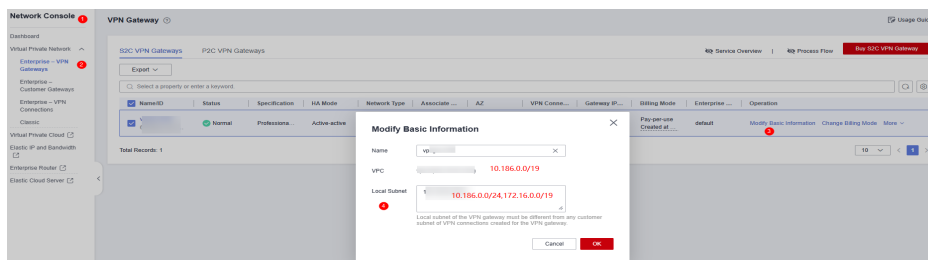 Network Console 1
VPN Gateway
Usage Guide
Dashboard
Virtual Private Network
Enterprise – VPN
Gateways
2
Enterprise –
Customer Gateways
Enterprise – VPN
Connections
Classic
Virtual Private Cloud
Elastic IP and Bandwidth
Enterprise Router
Elastic Cloud Server
S2C VPN Gateways P2C VPN Gateways
Service Overview | Process Flow Buy S2C VPN Gateway
Export
Select a property or enter a keyword.
Name/ID Status Specification HA Mode Network Type Associate ... AZ VPN Conne... Gateway IP... Billing Mode Enterprise ... Operation
Normal Professiona... Active-active
Pay-per-use
Created at ...
default
Modify Basic Information Change Billing Mode More
3
Total Records: 1
10 < 1 >
Modify Basic Information
Name
VPC 10.186.0.0/19
Local Subnet 10.186.0.0/24,172.16.0.0/19
4
Local subnet of the VPN gateway must be different from any customer
subnet of VPN connections created for the VPN gateway.
Cancel OK